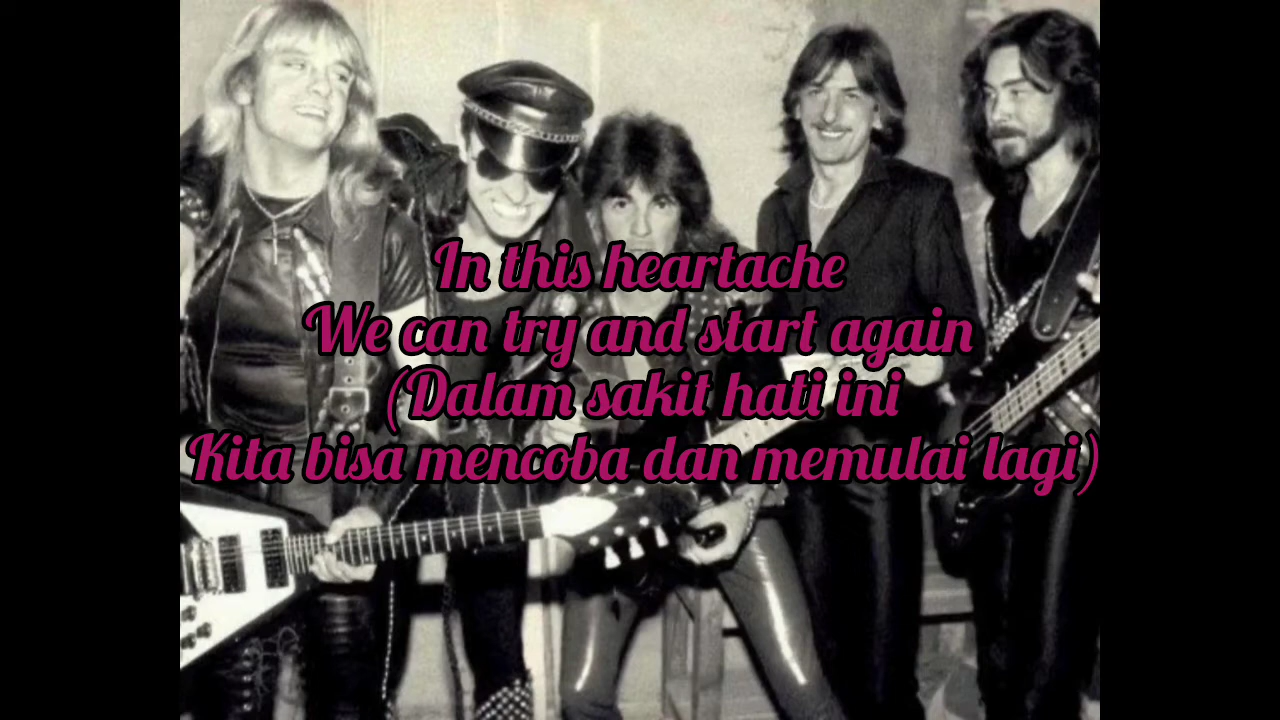 In this heartache
We can try and start again
(Dalam sakit hati ini
Kita bisa mencoba dan memulai lagi)